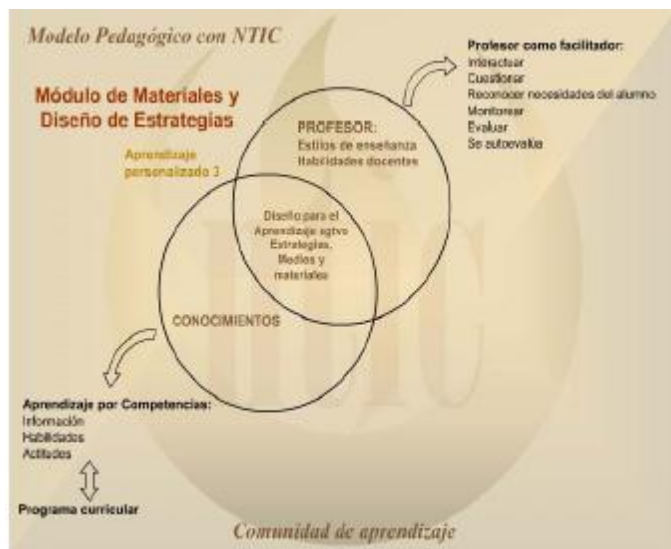 Modelo Pedagógico con NTIC
Módulo de Materiales y
Diseño de Estrategias
Aprendizaje
personalizado 3
PROFESOR:
Estilos de enseñanza
Habilidades docentes
Profesor como facilitador:
Interactuar
Cuestionar
Reconocer necesidades del alumno
Monitorear
Evaluar
Se autoevalúa
Diseño para el
Aprendizaje agtvo
Estrategias,
Medios y
materiales
CONOCIMIENTOS
Aprendizaje por Competencias:
Información
Habilidades
Actitudes
Programa curricular
Comunidad de aprendizaje